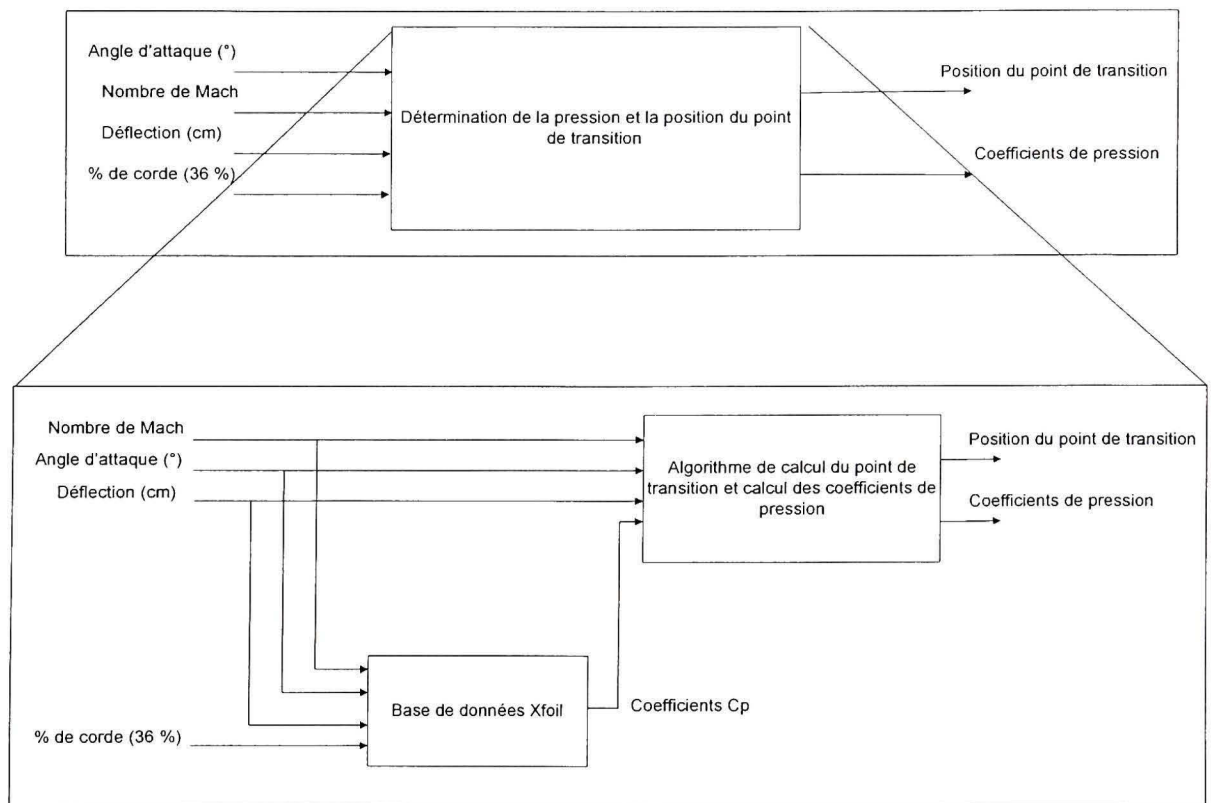 Angle d'attaque (°)
Nombre de Mach
Déflection (cm)
% de corde (36 %)
Détermination de la pression et la position du point
de transition
Position du point de transition
Coefficients de pression
Nombre de Mach
Angle d'attaque (°)
Déflection (cm)
Algorithme de calcul du point de
transition et calcul des coefficients de
pression
Position du point de transition
Coefficients de pression
Base de données Xfoil
Coefficients Cp
% de corde (36 %)